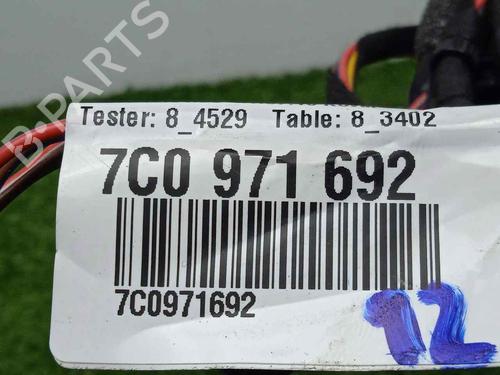 B-PARTS
Tester: 8_4529 Table: 8_3402
7C0 971 692
7C0971692
12